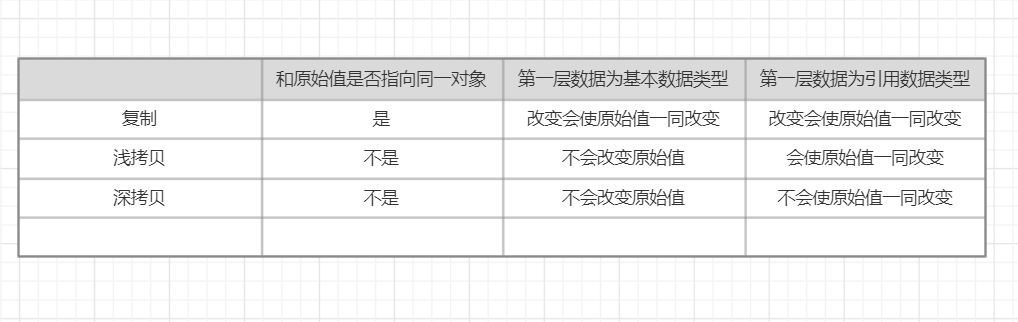 和原始值是否指向同一对象 第一层数据为基本数据类型 第一层数据为引用数据类型
复制 是 改变会使原始值一同改变 改变会使原始值一同改变
浅拷贝 不是 不会改变原始值 会使原始值一同改变
深拷贝 不是 不会改变原始值 不会使原始值一同改变